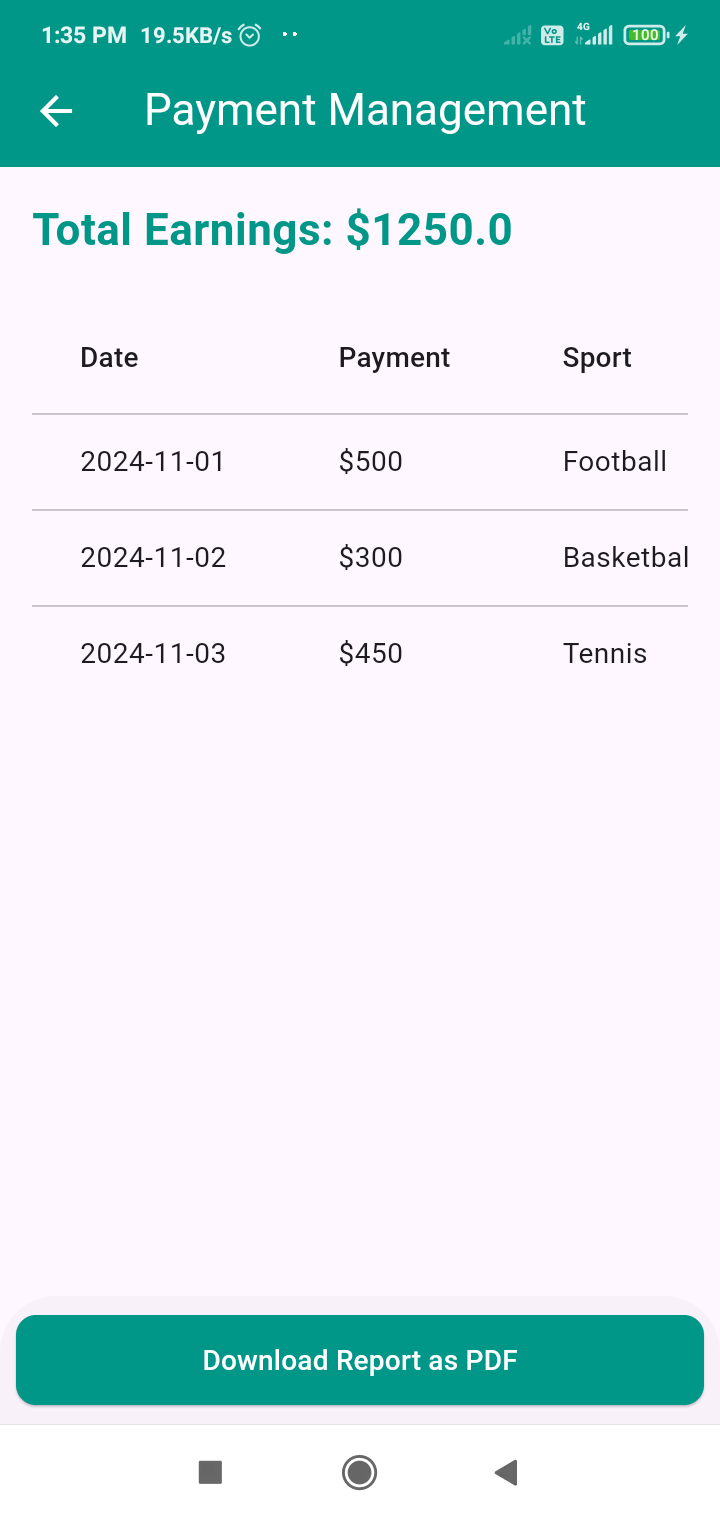 1:35 PM 19.5KB/s Vo LTE 4G 100
Payment Management
Total Earnings: $1250.0
Date Payment Sport
2024-11-01 $500 Football
2024-11-02 $300 Basketbal
2024-11-03 $450 Tennis
Download Report as PDF